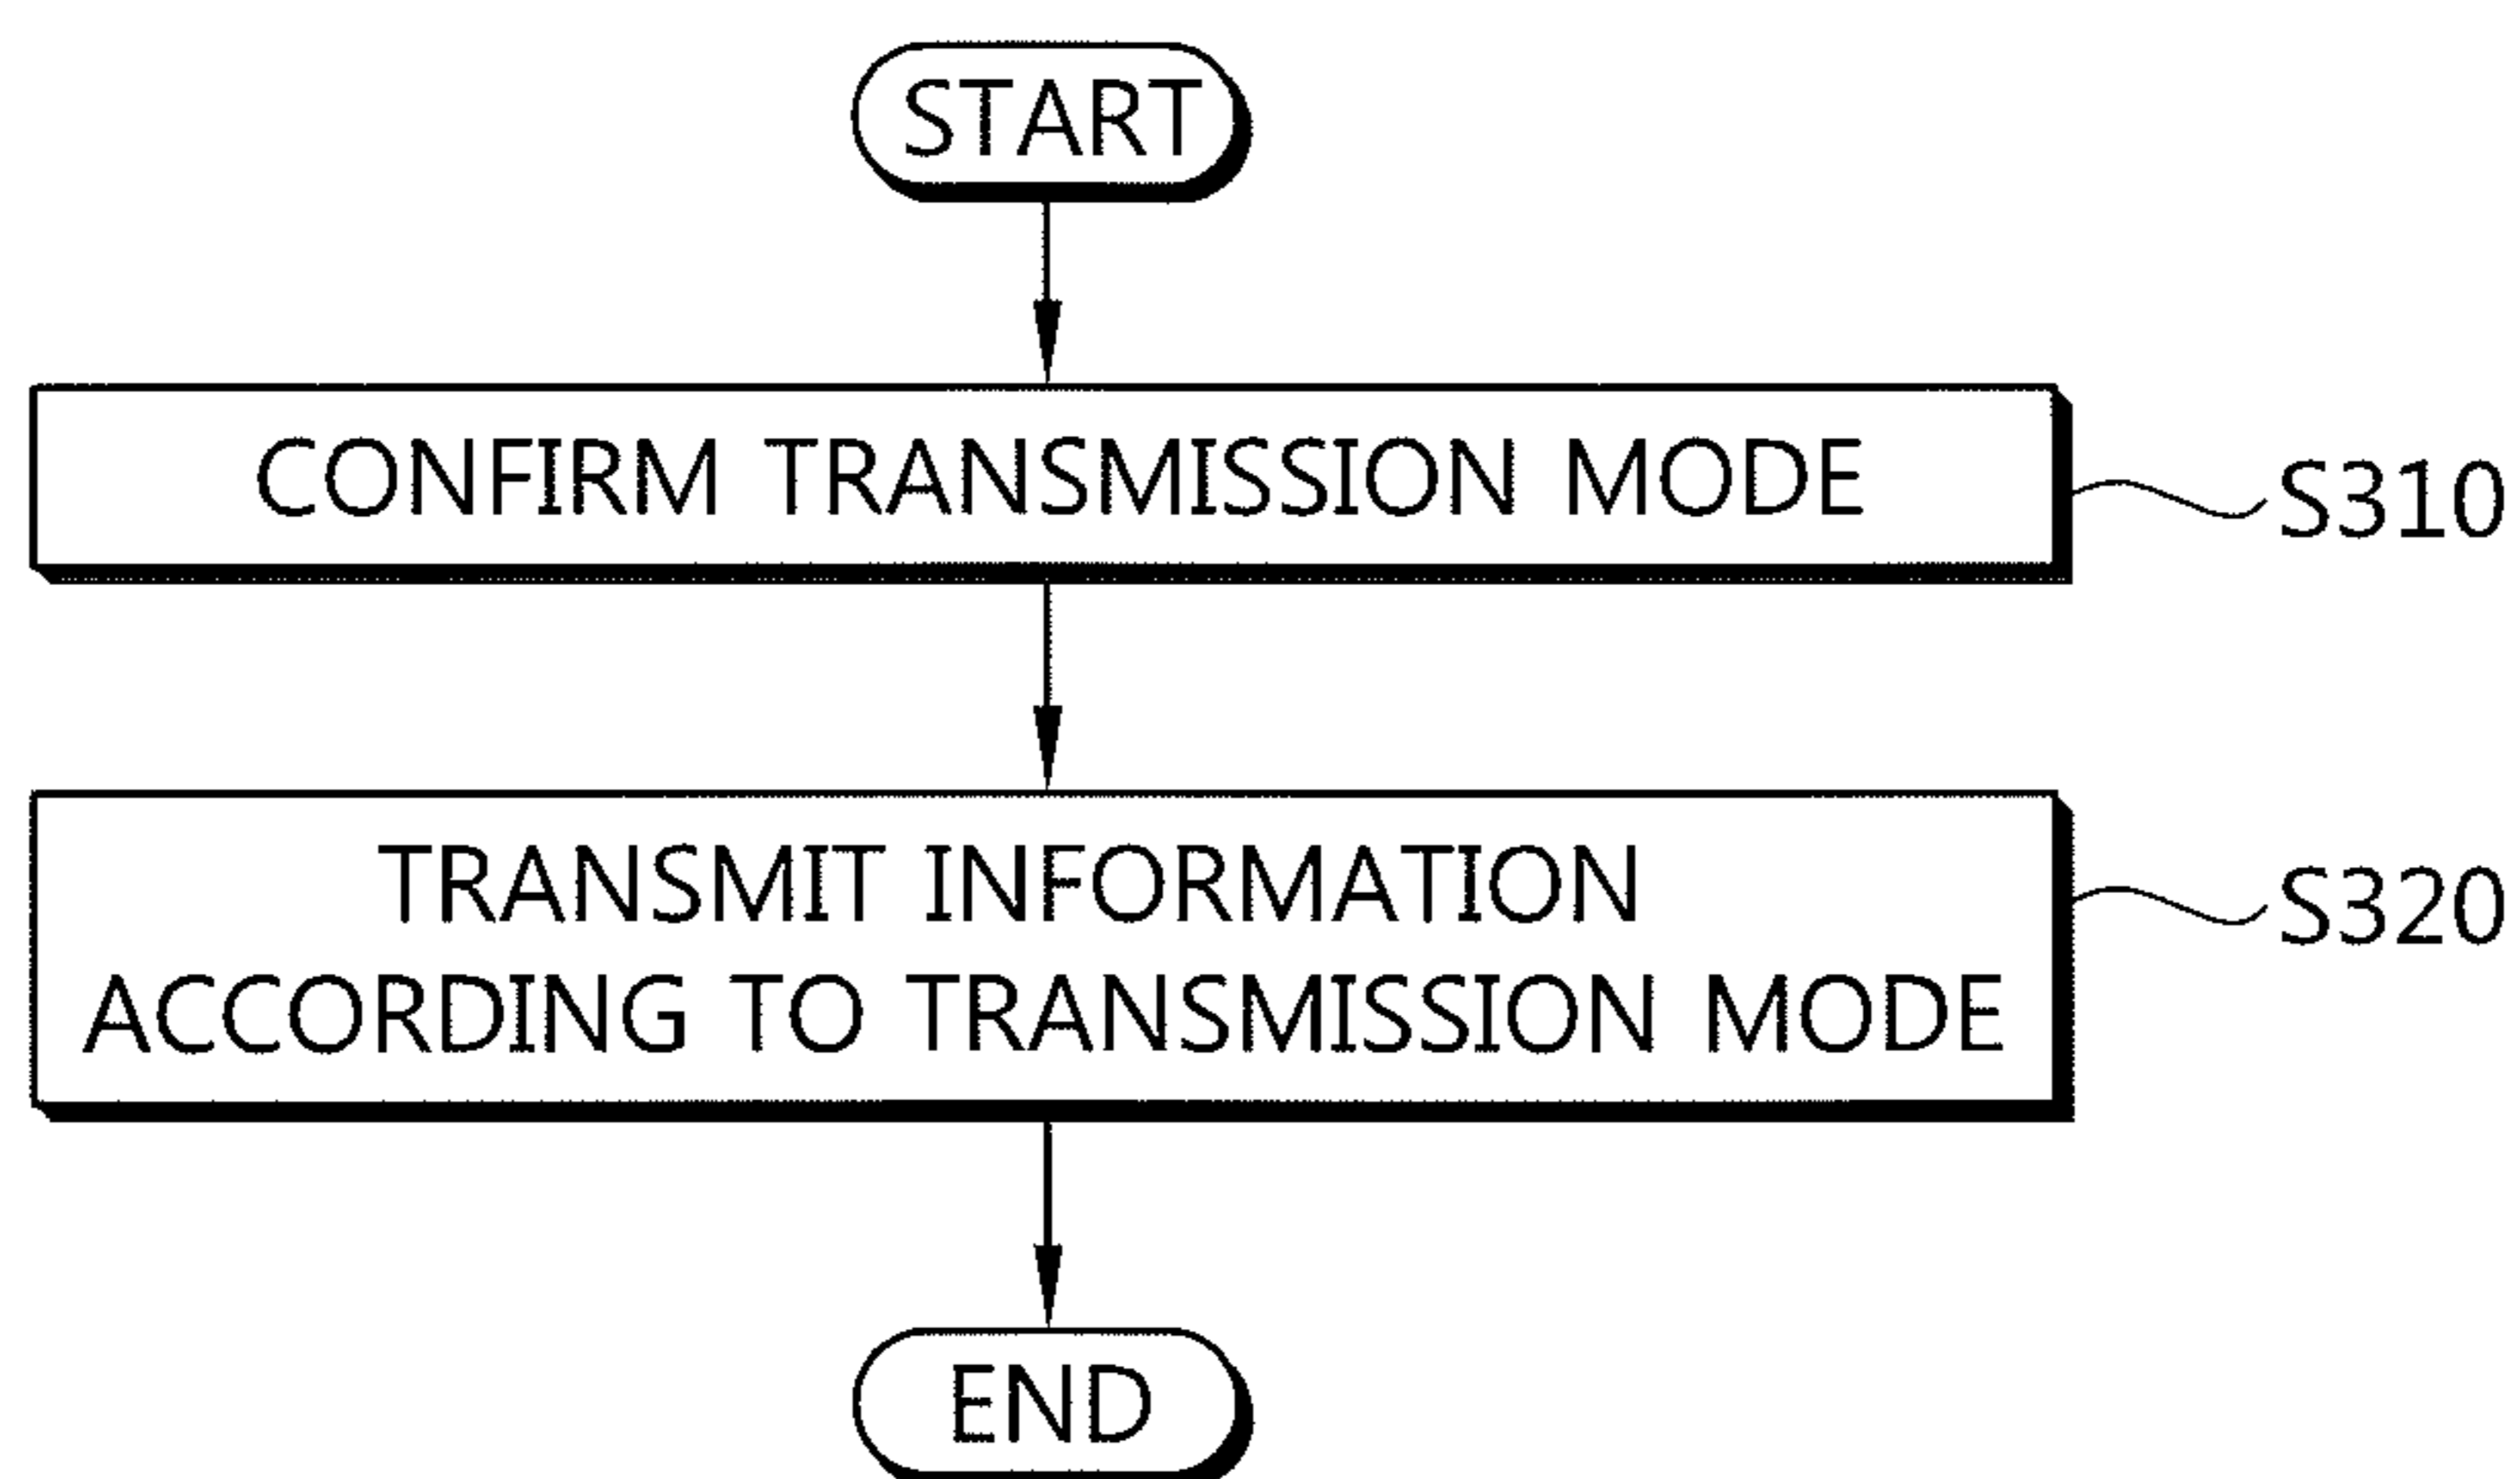 START
CONFIRM TRANSMISSION MODE
S310
TRANSMIT INFORMATION
ACCORDING TO TRANSMISSION MODE
S320
END